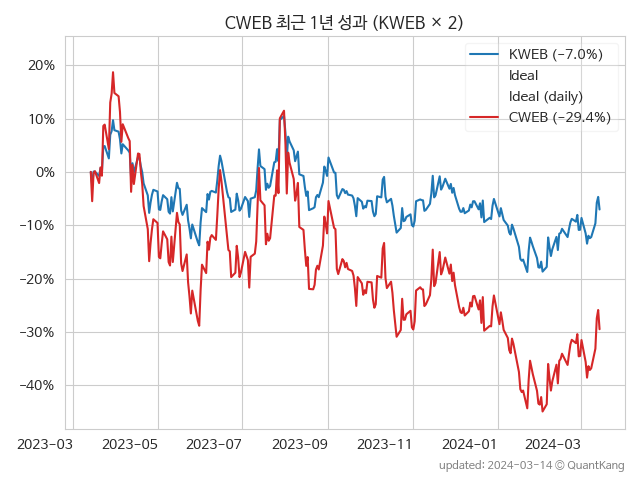 CWEB 최근 1년 성과 (KWEB × 2)
KWEB (−7.0%)
Ideal
Ideal (daily)
CWEB (−29.4%)
20%
10%
0%
−10%
−20%
−30%
−40%
2023-03
2023-05
2023-07
2023-09
2023-11
2024-01
2024-03
updated: 2024-03-14 © QuantKang